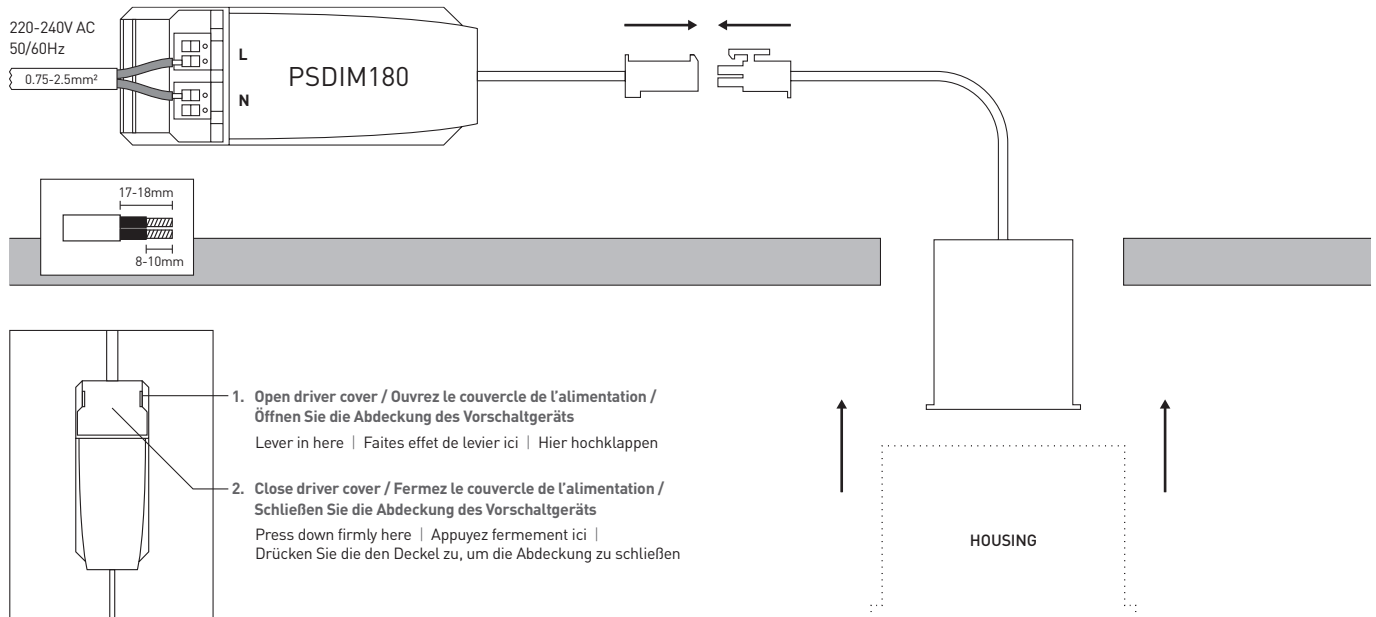 220-240V AC
50/60Hz
0.75-2.5mm²
L
N
PSDIM180
17-18mm
8-10mm
1. Open driver cover / Ouvrez le couvercle de l'alimentation /
Öffnen Sie die Abdeckung des Vorschaltgeräts
Lever in here | Faites effet de levier ici | Hier hochklappen
2. Close driver cover / Fermez le couvercle de l'alimentation /
Schließen Sie die Abdeckung des Vorschaltgeräts
Press down firmly here | Appuyez fermement ici |
Drücken Sie die den Deckel zu, um die Abdeckung zu schließen
HOUSING